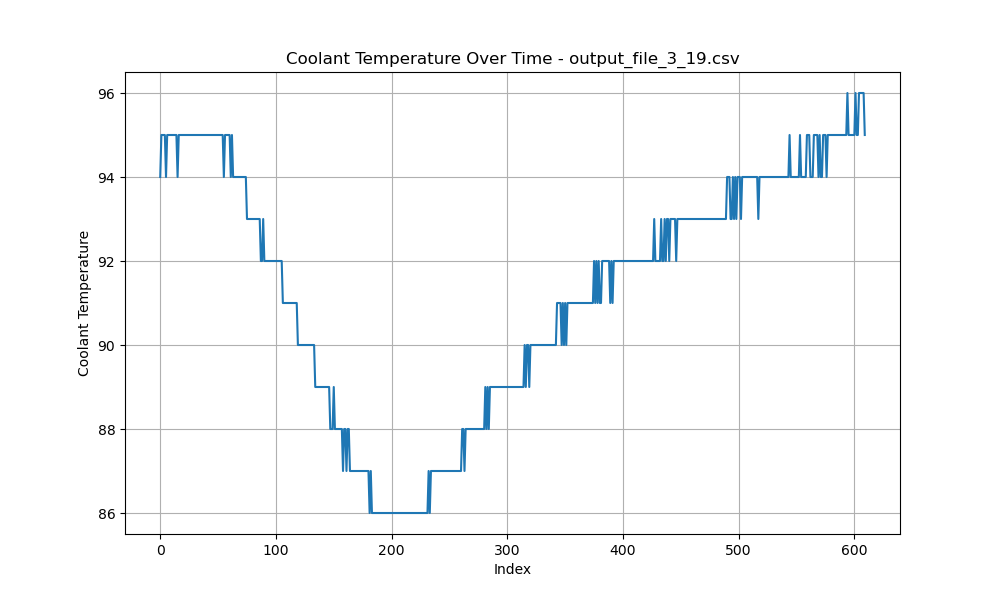 Coolant Temperature Over Time - output_file_3_19.csv
96
94
92
90
88
86
Coolant Temperature
0 100 200 300 400 500 600
Index